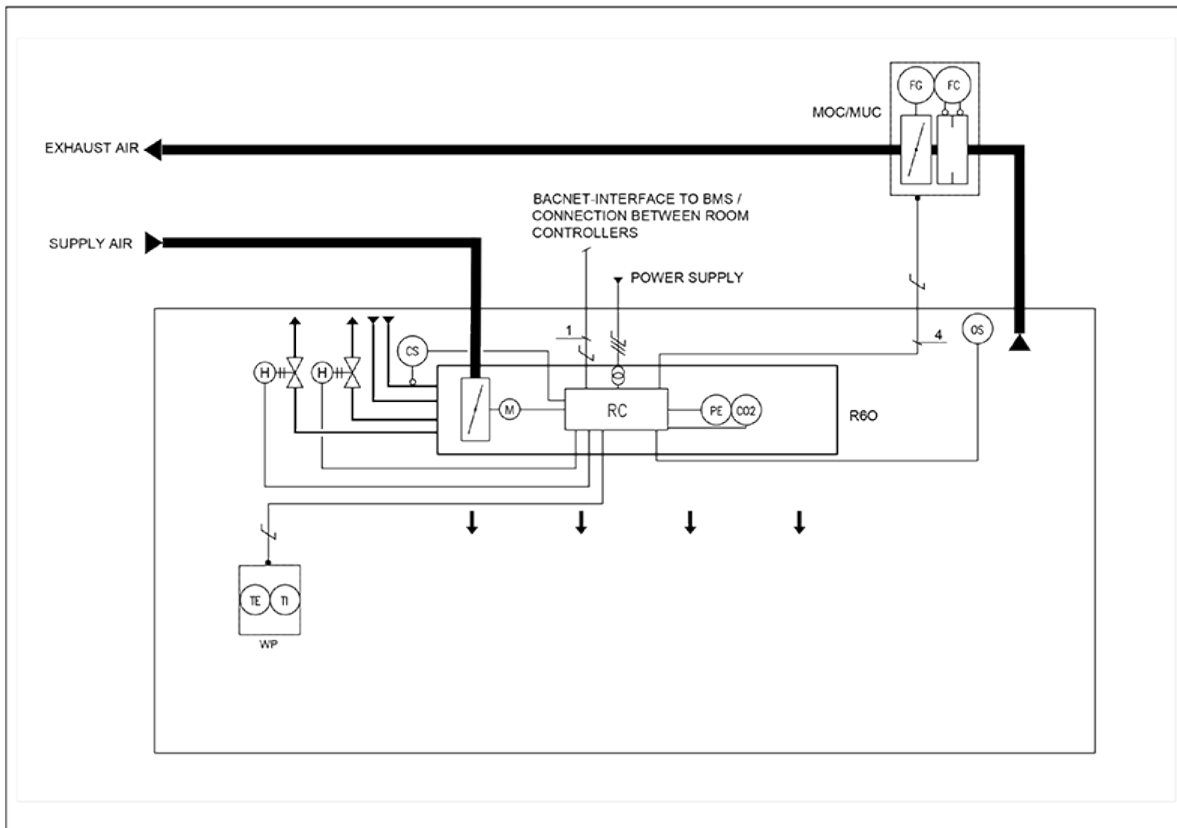 FG
FC
MOC/MUC
EXHAUST AIR
BACNET-INTERFACE TO BMS /
CONNECTION BETWEEN ROOM
CONTROLLERS
SUPPLY AIR
POWER SUPPLY
1
4
OS
CS
H
H
M
RC
PE
CO2
R6O
TE
TI
WP